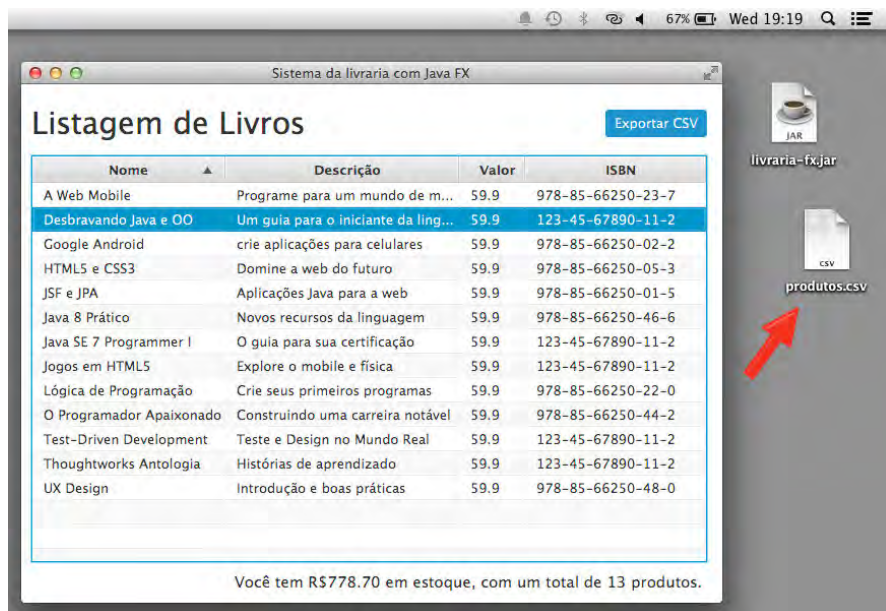 67% Wed 19:19
Sistema da livraria com Java FX
Listagem de Livros
Exportar CSV
Nome Descrição Valor ISBN
A Web Mobile Programe para um mundo de m... 59.9 978-85-66250-23-7
Desbravando Java e OO Um guia para o iniciante da ling... 59.9 123-45-67890-11-2
Google Android crie aplicações para celulares 59.9 978-85-66250-02-2
HTML5 e CSS3 Domine a web do futuro 59.9 978-85-66250-05-3
JSF e JPA Aplicações Java para a web 59.9 978-85-66250-01-5
Java 8 Prático Novos recursos da linguagem 59.9 978-85-66250-46-6
Java SE 7 Programmer I O guia para sua certificação 59.9 123-45-67890-11-2
Jogos em HTML5 Explore o mobile e física 59.9 123-45-67890-11-2
Lógica de Programação Crie seus primeiros programas 59.9 978-85-66250-22-0
O Programador Apaixonado Construindo uma carreira notável 59.9 978-85-66250-44-2
Test-Driven Development Teste e Design no Mundo Real 59.9 123-45-67890-11-2
Thoughtworks Antologia Histórias de aprendizado 59.9 123-45-67890-11-2
UX Design Introdução e boas práticas 59.9 978-85-66250-48-0
Você tem R$778.70 em estoque, com um total de 13 produtos.
JAR
livraria-fx.jar
CSV
produtos.csv